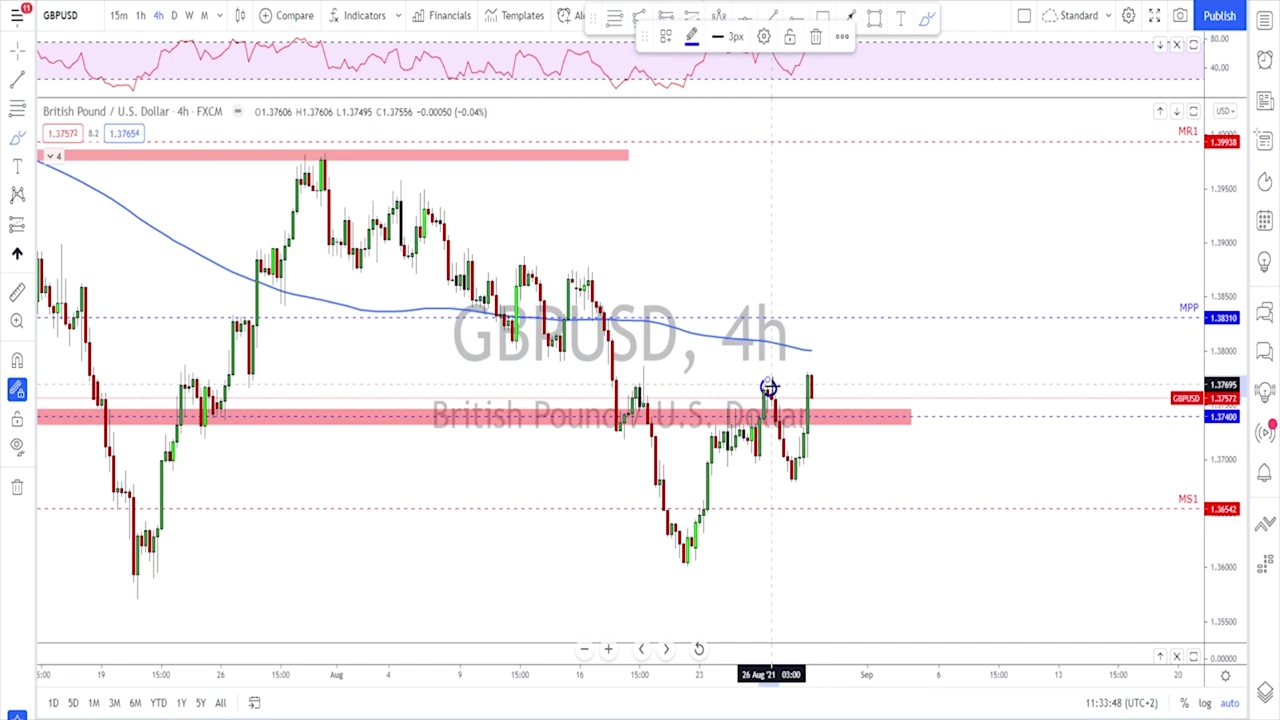 11
GBPUSD
15m 1h 4h D W M
Compare
Indicators
Financials
Templates
Standard
Publish
3px
80.00
40.00
British Pound / U.S. Dollar · 4h · FXCM
O1.37606 H1.37606 L1.37495 C1.37556 -0.00050 (-0.04%)
USD
1.37572 8.2 1.37654
MR1
1.39938
4
1.39500
1.39000
1.38500
MPP
1.38310
GBPUSD, 4h
1.38000
1.37695
GBPUSD 1.37572
British Pound / U.S. Dollar
1.37400
1.37000
MS1
1.36542
1.36000
1.35500
0.00000
19 15:00 26 15:00 Aug 4 9 15:00 16 15:00 23 26 Aug '21 03:00 Sep 6 15:00 13 15:00 20
1D 5D 1M 3M 6M YTD 1Y 5Y All
11:33:48 (UTC+2) % log auto